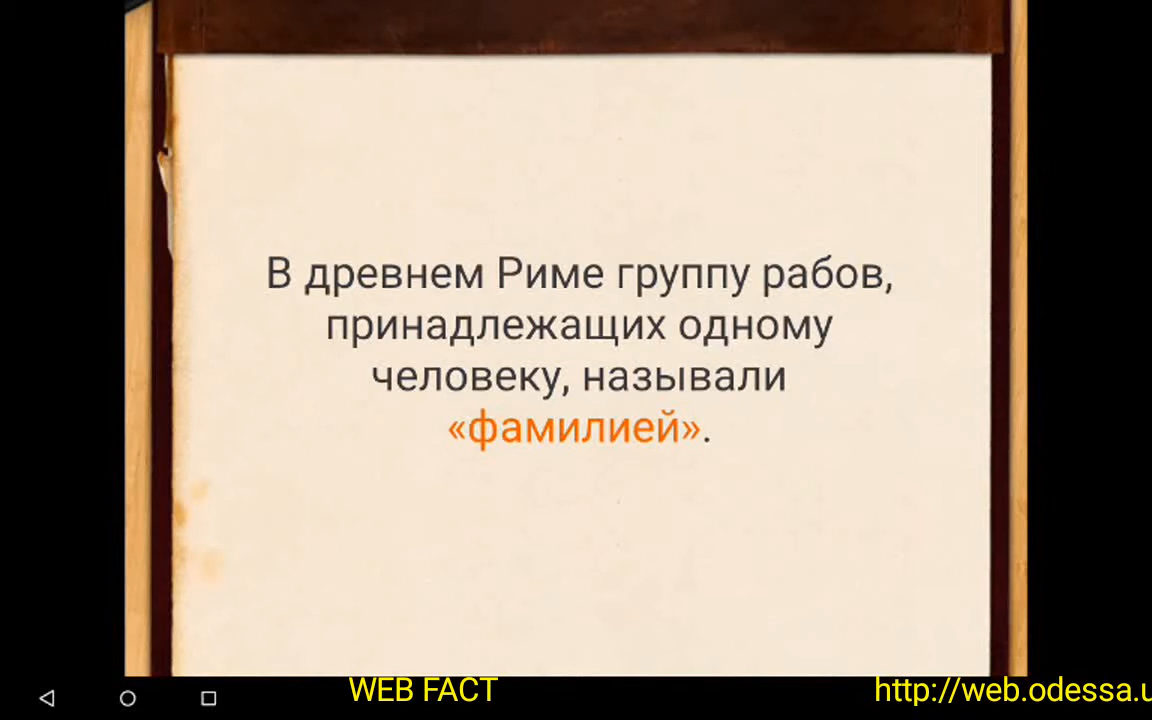 В древнем Риме группу рабов,
принадлежащих одному
человеку, называли
«фамилией».
WEB FACT
http://web.odessa.u